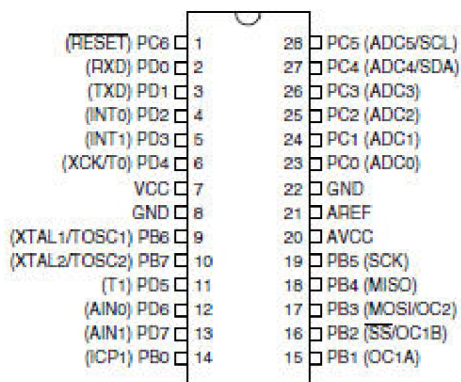 (RESET) PC6 1 28 PC5 (ADC5/SCL)
(RXD) PD0 2 27 PC4 (ADC4/SDA)
(TXD) PD1 3 26 PC3 (ADC3)
(INT0) PD2 4 25 PC2 (ADC2)
(INT1) PD3 5 24 PC1 (ADC1)
(XCK/T0) PD4 6 23 PC0 (ADC0)
VCC 7 22 GND
GND 8 21 AREF
(XTAL1/TOSC1) PB6 9 20 AVCC
(XTAL2/TOSC2) PB7 10 19 PB5 (SCK)
(T1) PD5 11 18 PB4 (MISO)
(AIN0) PD6 12 17 PB3 (MOSI/OC2)
(AIN1) PD7 13 16 PB2 (SS/OC1B)
(ICP1) PB0 14 15 PB1 (OC1A)